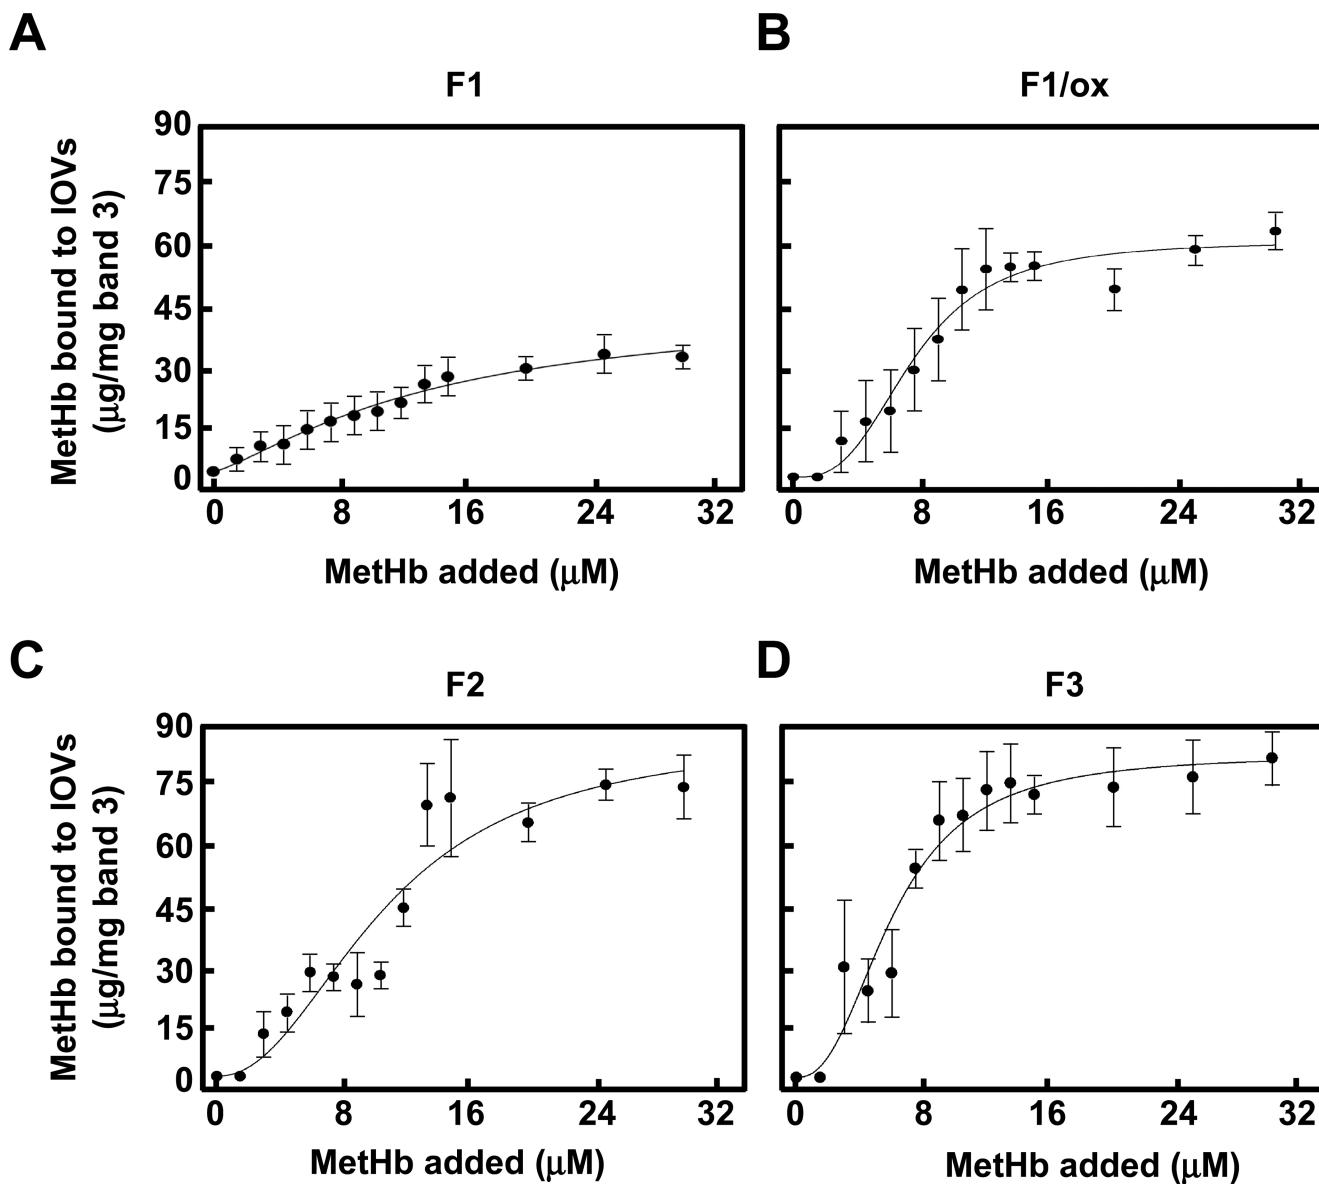 A
B
F1
F1/ox
MetHb bound to IOVs
(μg/mg band 3)
90
75
60
45
30
15
0
0 8 16 24 32
0 8 16 24 32
MetHb added (μM)
MetHb added (μM)
C
D
F2
F3
MetHb bound to IOVs
(μg/mg band 3)
90
75
60
45
30
15
0
0 8 16 24 32
0 8 16 24 32
MetHb added (μM)
MetHb added (μM)